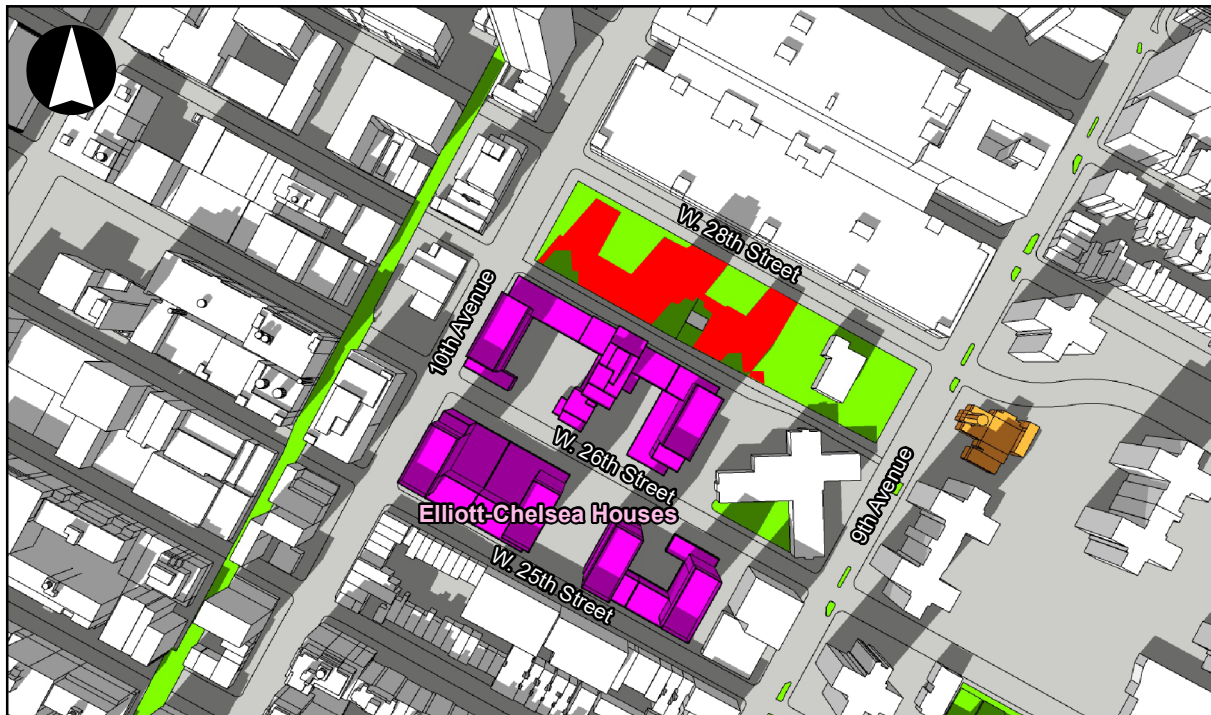 W. 28th Street
10th Avenue
W. 26th Street
9th Avenue
Elliott-Chelsea Houses
W. 25th Street